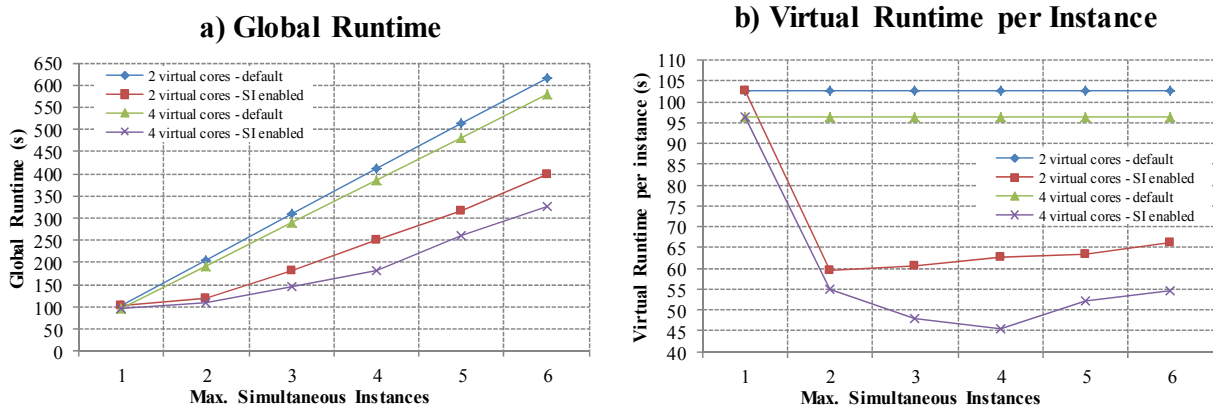 a) Global Runtime
Global Runtime (s)
650
600
550
500
450
400
350
300
250
200
150
100
50
0
2 virtual cores - default
2 virtual cores - SI enabled
4 virtual cores - default
4 virtual cores - SI enabled
1 2 3 4 5 6
Max. Simultaneous Instances
b) Virtual Runtime per Instance
Virtual Runtime per instance (s)
110
105
100
95
90
85
80
75
70
65
60
55
50
45
40
2 virtual cores - default
2 virtual cores - SI enabled
4 virtual cores - default
4 virtual cores - SI enabled
1 2 3 4 5 6
Max. Simultaneous Instances